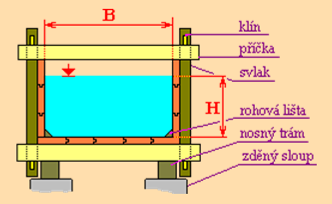 B
klín
příčka
svlak
H
rohová lišta
nosný trám
zděný sloup